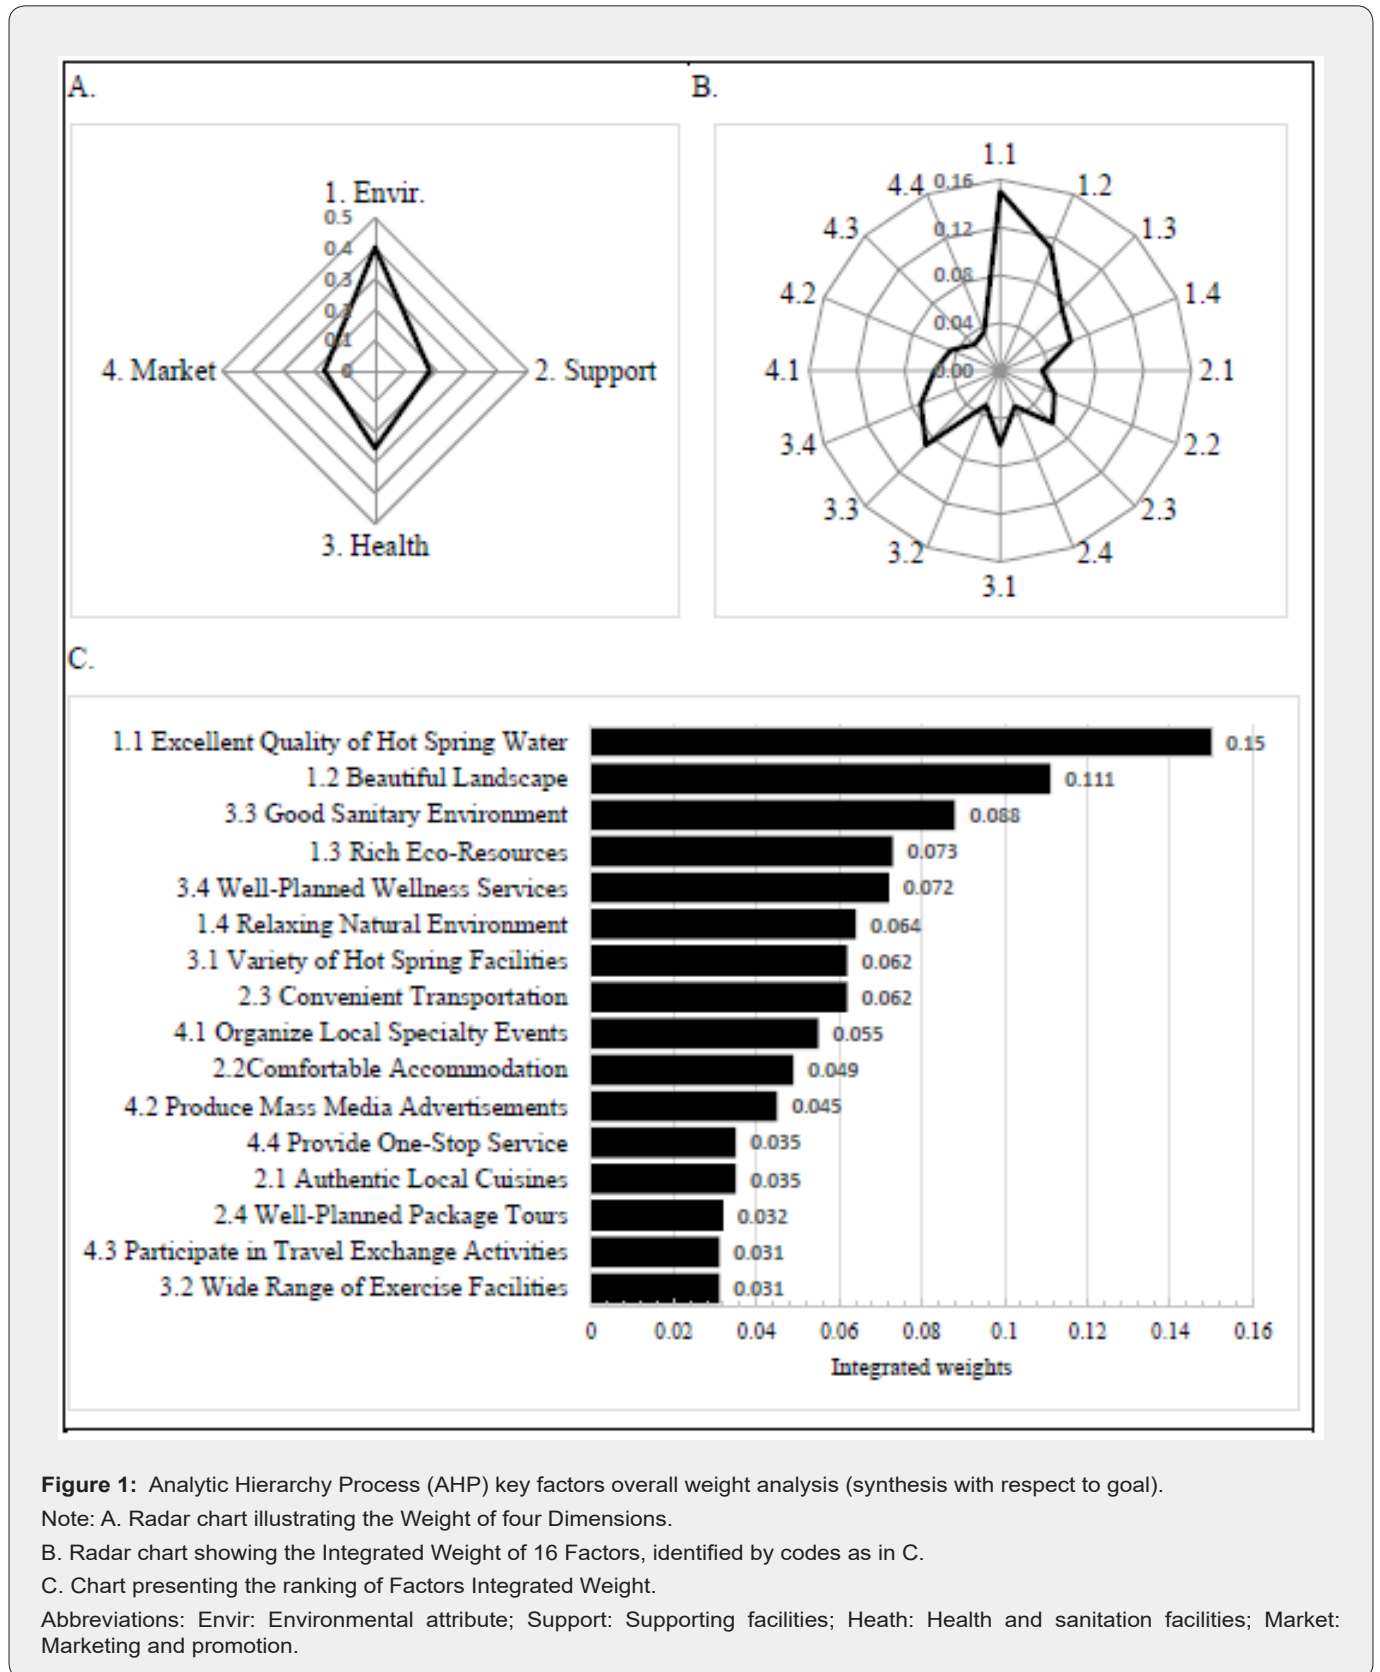 A.
1. Envir.
0.5
0.4
0.3
0.2
0.1
0
4. Market
2. Support
3. Health
B.
1.1
4.4
0.16
1.2
4.3
0.12
1.3
4.2
0.08
1.4
0.04
4.1
0.00
2.1
3.4
2.2
3.3
2.3
3.2
2.4
3.1
C.
1.1 Excellent Quality of Hot Spring Water 0.15
1.2 Beautiful Landscape 0.111
3.3 Good Sanitary Environment 0.088
1.3 Rich Eco-Resources 0.073
3.4 Well-Planned Wellness Services 0.072
1.4 Relaxing Natural Environment 0.064
3.1 Variety of Hot Spring Facilities 0.062
2.3 Convenient Transportation 0.062
4.1 Organize Local Specialty Events 0.055
2.2Comfortable Accommodation 0.049
4.2 Produce Mass Media Advertisements 0.045
4.4 Provide One-Stop Service 0.035
2.1 Authentic Local Cuisines 0.035
2.4 Well-Planned Package Tours 0.032
4.3 Participate in Travel Exchange Activities 0.031
3.2 Wide Range of Exercise Facilities 0.031
0 0.02 0.04 0.06 0.08 0.1 0.12 0.14 0.16
Integrated weights
Figure 1: Analytic Hierarchy Process (AHP) key factors overall weight analysis (synthesis with respect to goal).
Note: A. Radar chart illustrating the Weight of four Dimensions.
B. Radar chart showing the Integrated Weight of 16 Factors, identified by codes as in C.
C. Chart presenting the ranking of Factors Integrated Weight.
Abbreviations: Envir: Environmental attribute; Support: Supporting facilities; Heath: Health and sanitation facilities; Market:
Marketing and promotion.